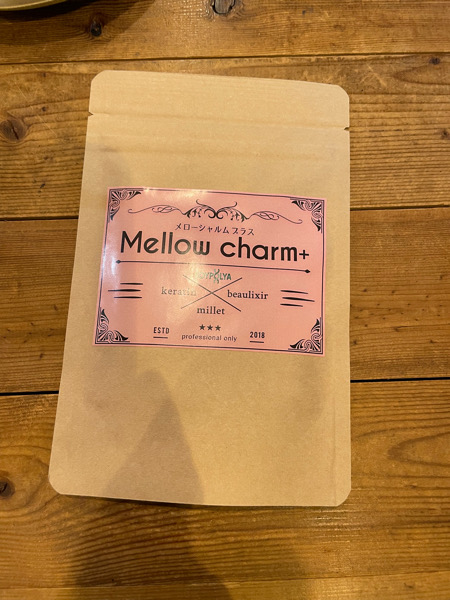 メローシャルム プラス
Mellow charm+
keratin
beaulixir
millet
ESTD
★★★
2018
professional only